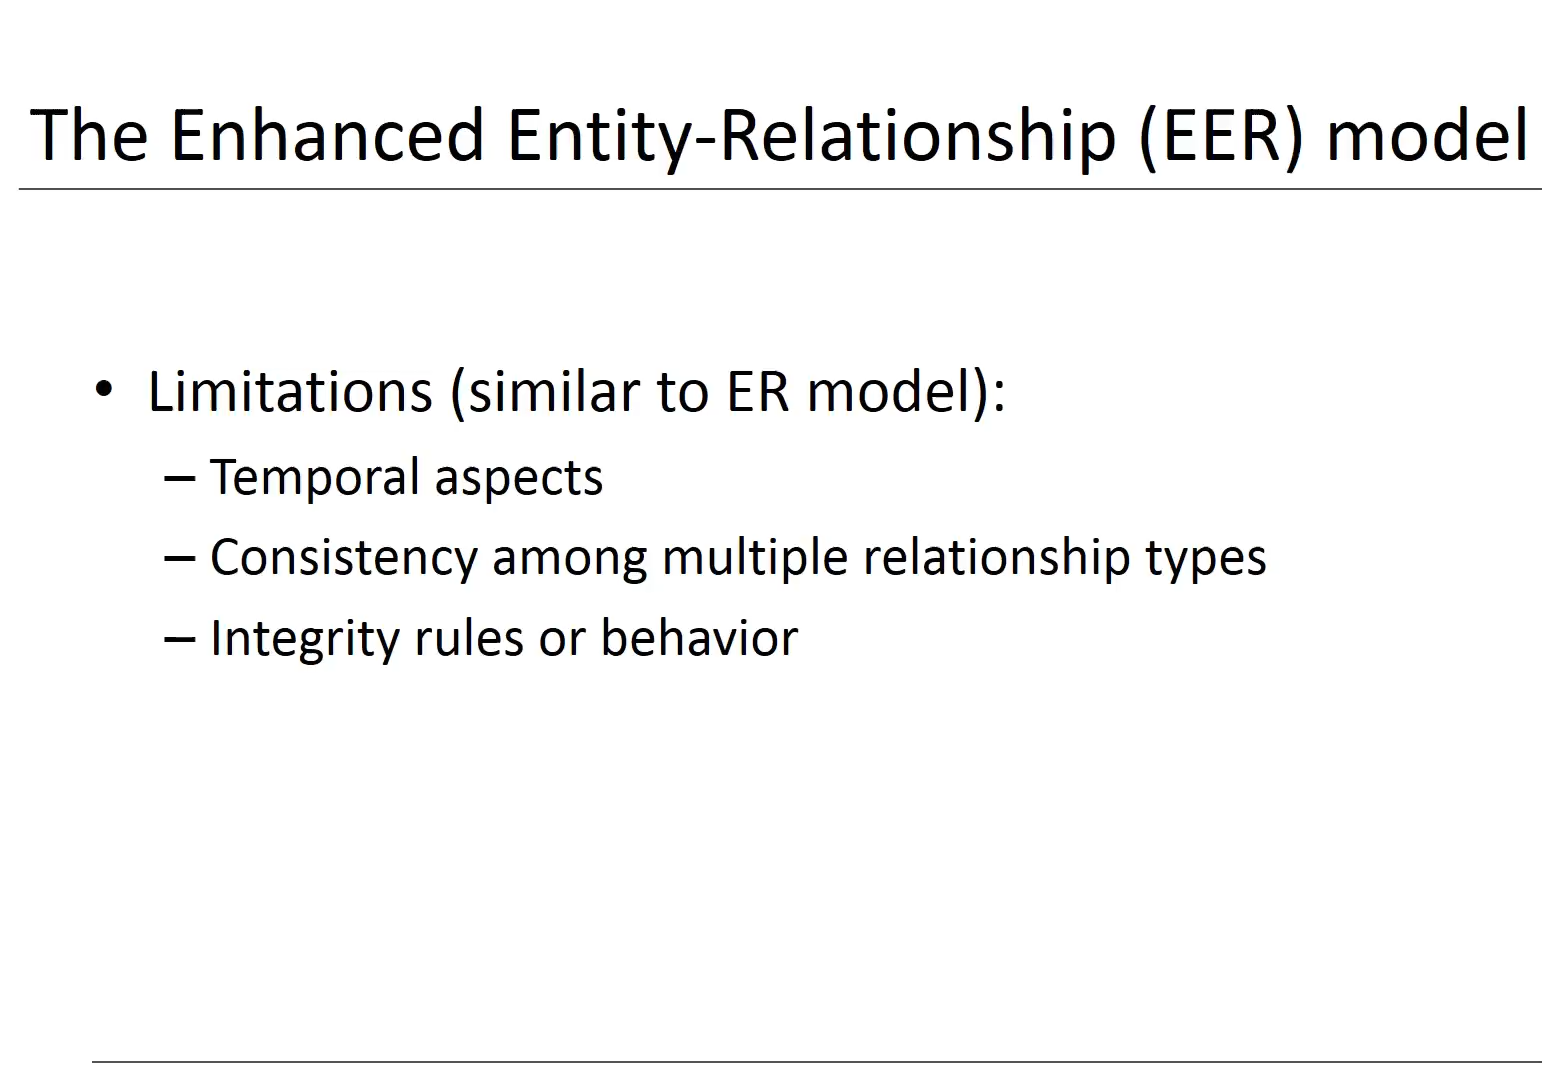 The Enhanced Entity-Relationship (EER) model
• Limitations (similar to ER model):
– Temporal aspects
– Consistency among multiple relationship types
– Integrity rules or behavior